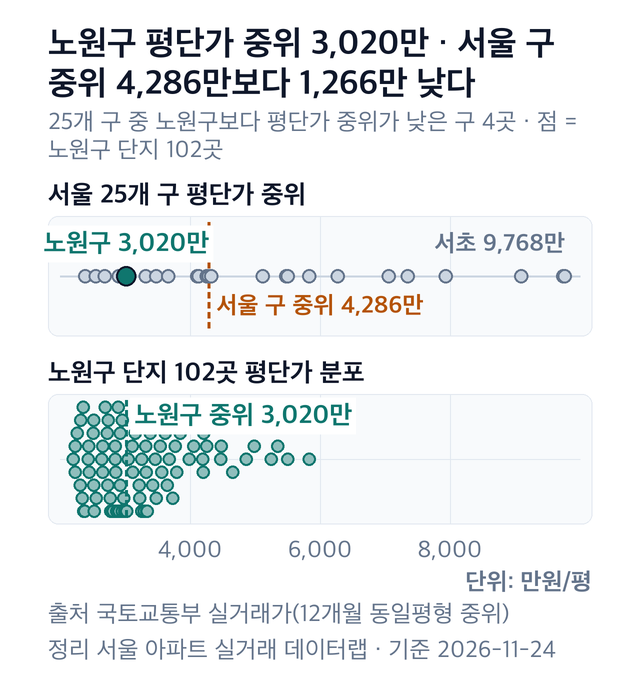 노원구 평단가 중위 3,020만 · 서울 구
중위 4,286만보다 1,266만 낮다
25개 구 중 노원구보다 평단가 중위가 낮은 구 4곳 · 점 =
노원구 단지 102곳
서울 25개 구 평단가 중위
노원구 3,020만
서초 9,768만
서울 구 중위 4,286만
노원구 단지 102곳 평단가 분포
노원구 중위 3,020만
4,000 6,000 8,000
단위: 만원/평
출처 국토교통부 실거래가(12개월 동일평형 중위)
정리 서울 아파트 실거래 데이터랩 · 기준 2026-11-24